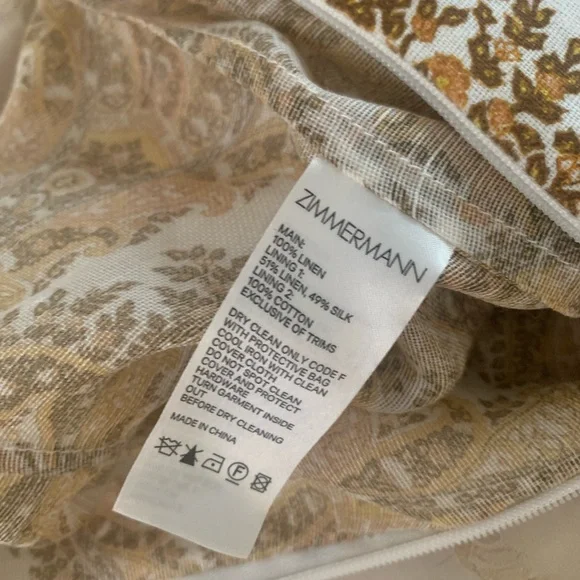 ZIMMERMANN
MAIN:
100% LINEN
LINING 1:
51% LINEN, 49% SILK
LINING 2:
100% COTTON
EXCLUSIVE OF TRIMS
DRY CLEAN ONLY CODE F
WITH PROTECTIVE BAG
COOL IRON WITH CLEAN
COVER CLOTH
DO NOT SPOT CLEAN
COVER AND PROTECT
HARDWARE
TURN GARMENT INSIDE
OUT
BEFORE DRY CLEANING
MADE IN CHINA
F